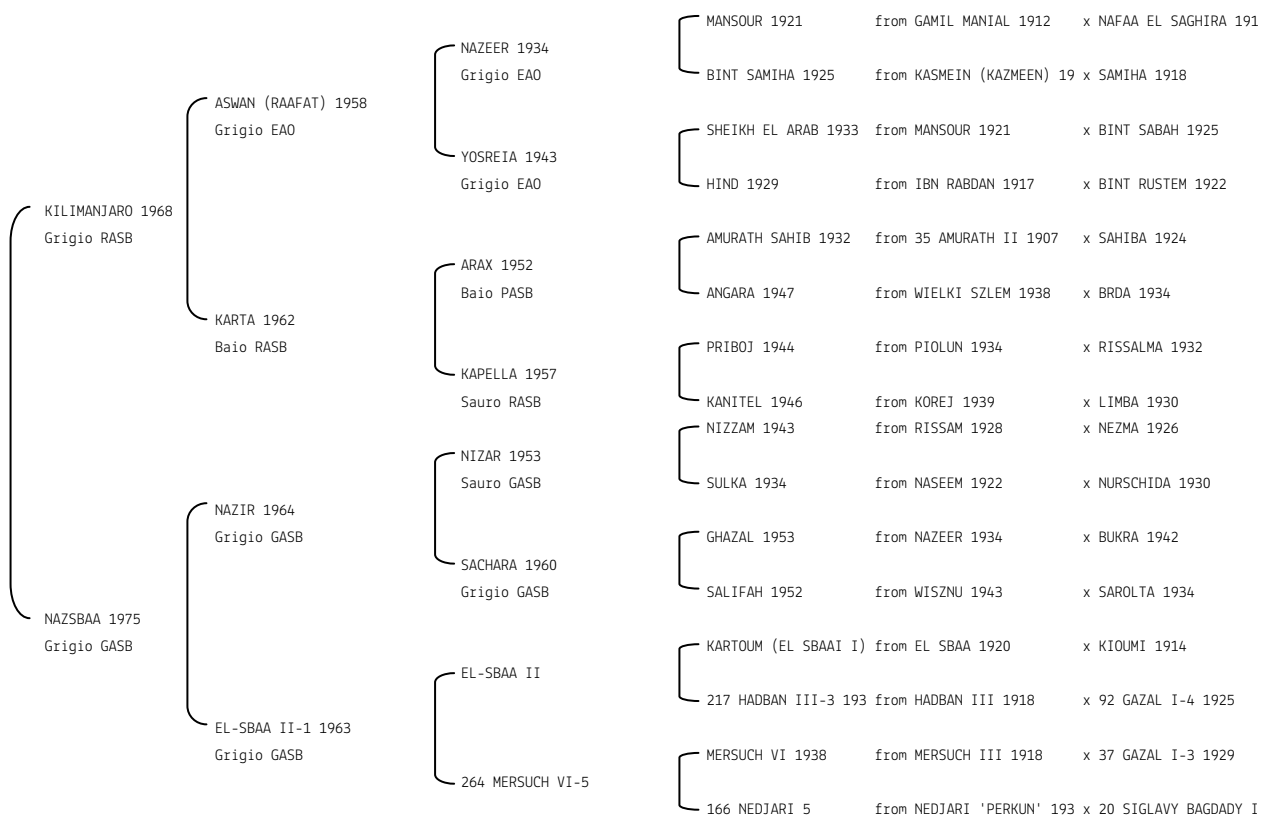 MANSOUR 1921 from GAMIL MANIAL 1912 x NAFAA EL SAGHIRA 191
NAZEER 1934
Grigio EAO
BINT SAMIHA 1925 from KASMEIN (KAZMEEN) 19 x SAMIHA 1918
ASWAN (RAAFAT) 1958
Grigio EAO
SHEIKH EL ARAB 1933 from MANSOUR 1921 x BINT SABAH 1925
YOSREIA 1943
Grigio EAO
HIND 1929 from IBN RABDAN 1917 x BINT RUSTEM 1922
KILIMANJARO 1968
Grigio RASB
AMURATH SAHIB 1932 from 35 AMURATH II 1907 x SAHIBA 1924
ARAX 1952
Baio PASB
ANGARA 1947 from WIELKI SZLEM 1938 x BRDA 1934
KARTA 1962
Baio RASB
PRIBOJ 1944 from PIOLUN 1934 x RISSALMA 1932
KAPELLA 1957
Sauro RASB
KANITEL 1946 from KOREJ 1939 x LIMBA 1930
NIZZAM 1943 from RISSAM 1928 x NEZMA 1926
NIZAR 1953
Sauro GASB
SULKA 1934 from NASEEM 1922 x NURSCHIDA 1930
NAZIR 1964
Grigio GASB
GHAZAL 1953 from NAZEER 1934 x BUKRA 1942
SACHARA 1960
Grigio GASB
SALIFAH 1952 from WISZNU 1943 x SAROLTA 1934
NAZSBAA 1975
Grigio GASB
KARTOUM (EL SBAAI I) from EL SBAA 1920 x KIOUMI 1914
EL-SBAA II
217 HADBAN III-3 193 from HADBAN III 1918 x 92 GAZAL I-4 1925
EL-SBAA II-1 1963
Grigio GASB
MERSUCH VI 1938 from MERSUCH III 1918 x 37 GAZAL I-3 1929
264 MERSUCH VI-5
166 NEDJARI 5 from NEDJARI 'PERKUN' 193 x 20 SIGLAVY BAGDADY I